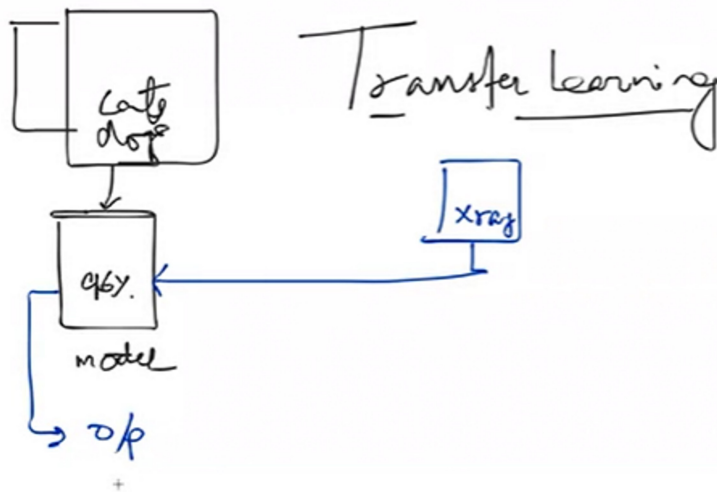 Transfer Learning
cats
dogs
Xray
96%.
model
O/P